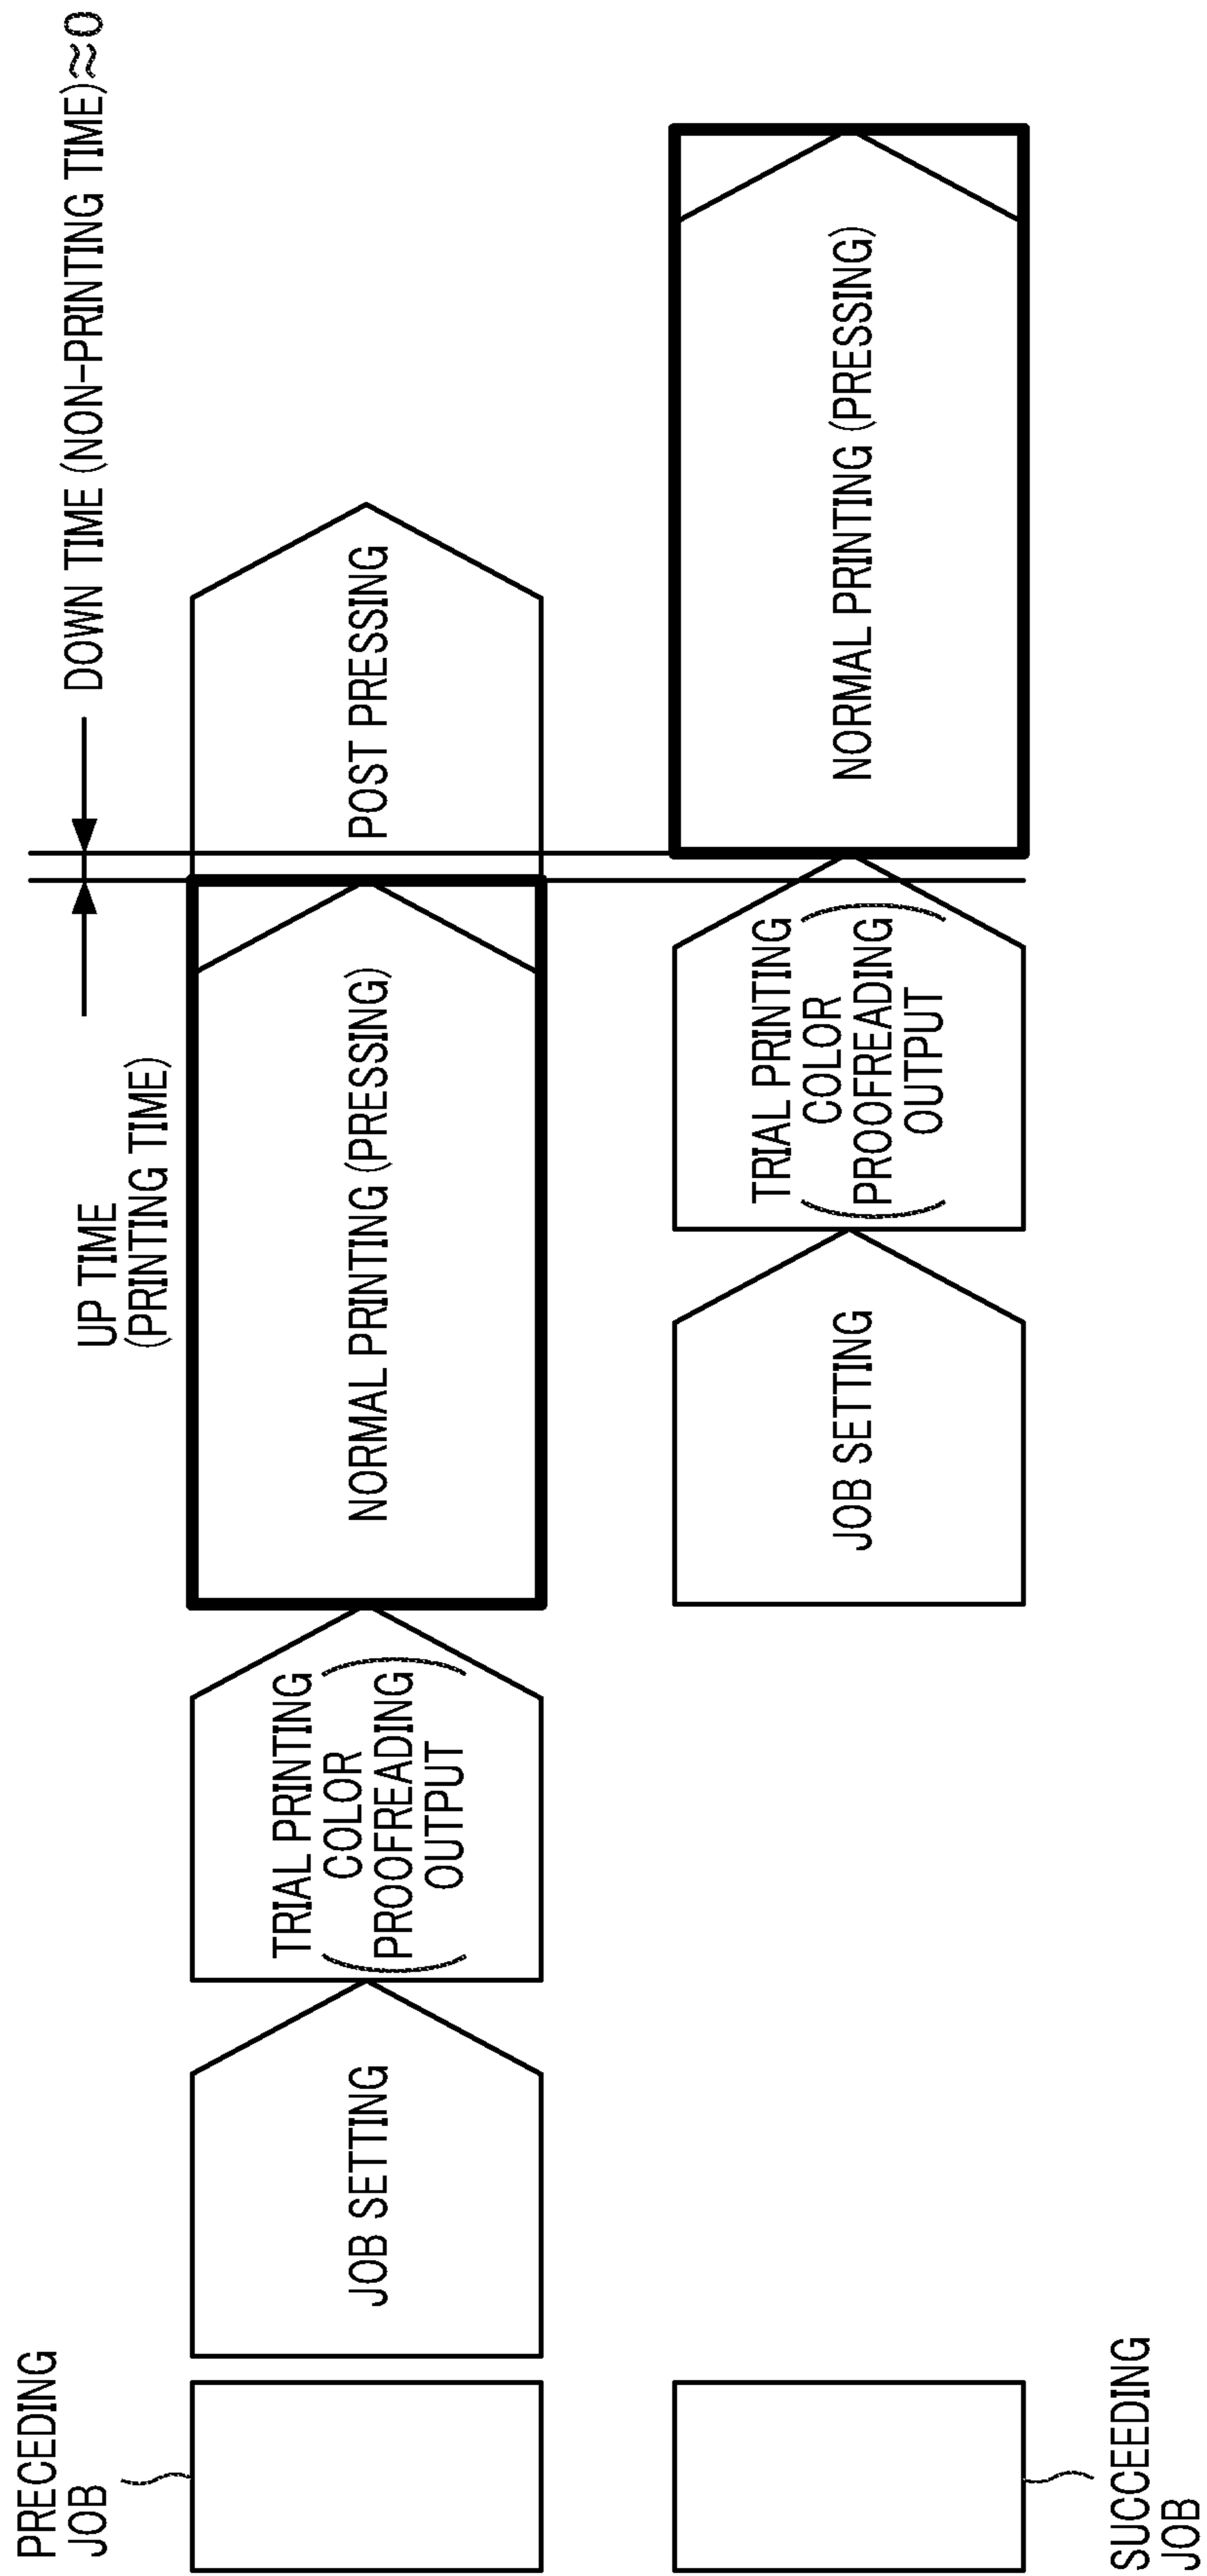 PRECEDING
JOB
JOB SETTING
TRIAL PRINTING
(COLOR
PROOFREADING
OUTPUT)
NORMAL PRINTING (PRESSING)
POST PRESSING
UP TIME
(PRINTING TIME)
DOWN TIME (NON-PRINTING TIME)≈0
SUCCEEDING
JOB
JOB SETTING
TRIAL PRINTING
(COLOR
PROOFREADING
OUTPUT)
NORMAL PRINTING (PRESSING)